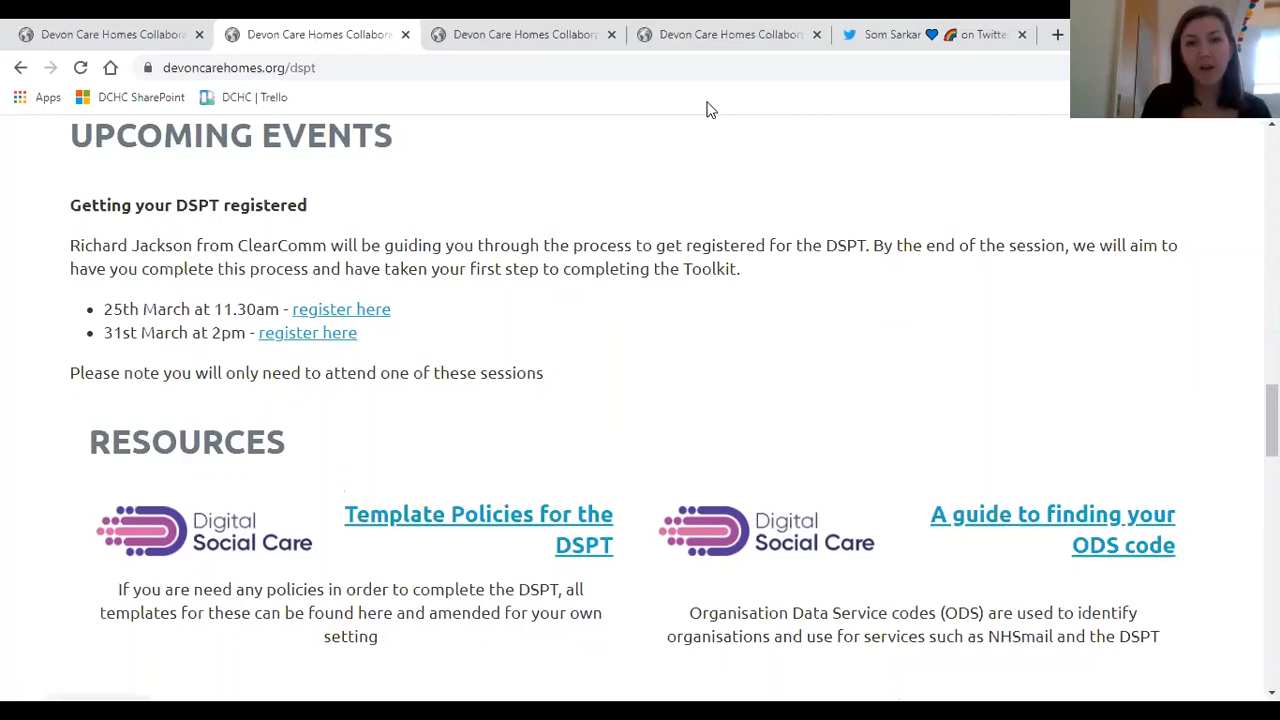 Devon Care Homes Collabora
Devon Care Homes Collabora
Devon Care Homes Collabora
Devon Care Homes Collabor
Som Sarkar 💙 🌈 on Twitte
devoncarehomes.org/dspt
Apps
DCHC SharePoint
DCHC | Trello
UPCOMING EVENTS
Getting your DSPT registered
Richard Jackson from ClearComm will be guiding you through the process to get registered for the DSPT. By the end of the session, we will aim to
have you complete this process and have taken your first step to completing the Toolkit.
• 25th March at 11.30am - register here
• 31st March at 2pm - register here
Please note you will only need to attend one of these sessions
RESOURCES
Digital
Social Care
Template Policies for the
DSPT
If you are need any policies in order to complete the DSPT, all
templates for these can be found here and amended for your own
setting
Digital
Social Care
A guide to finding your
ODS code
Organisation Data Service codes (ODS) are used to identify
organisations and use for services such as NHSmail and the DSPT